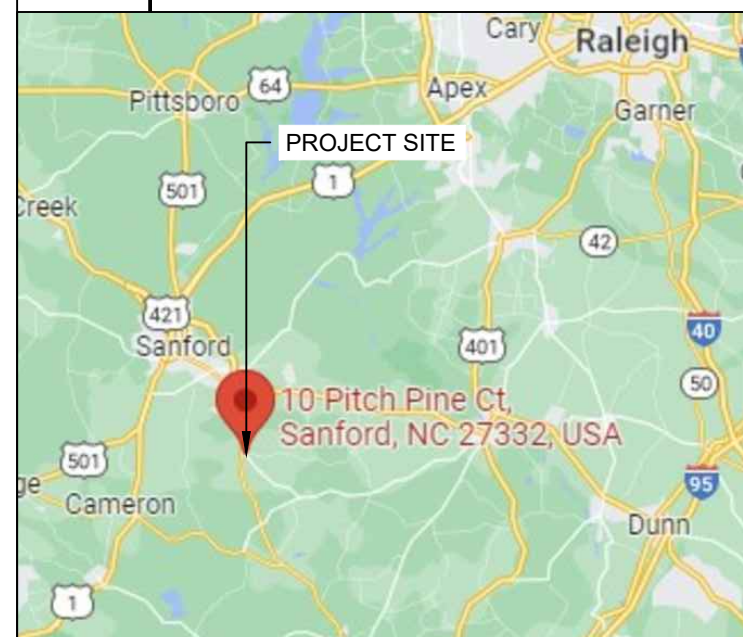 Cary
Raleigh
64
Apex
Pittsboro
Garner
PROJECT SITE
1
501
Creek
42
421
40
Sanford
401
50
10 Pitch Pine Ct,
Sanford, NC 27332, USA
501
ge
95
Cameron
Dunn
1